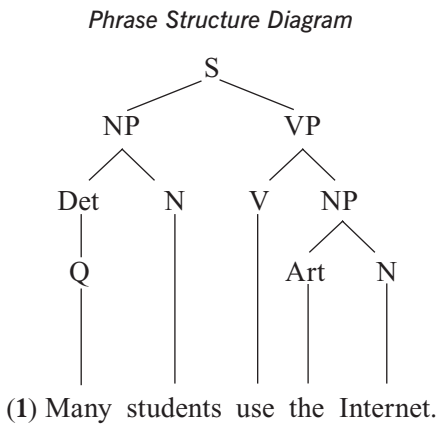 Phrase Structure Diagram
S
NP VP
Det N V NP
Q Art N
(1) Many students use the Internet.